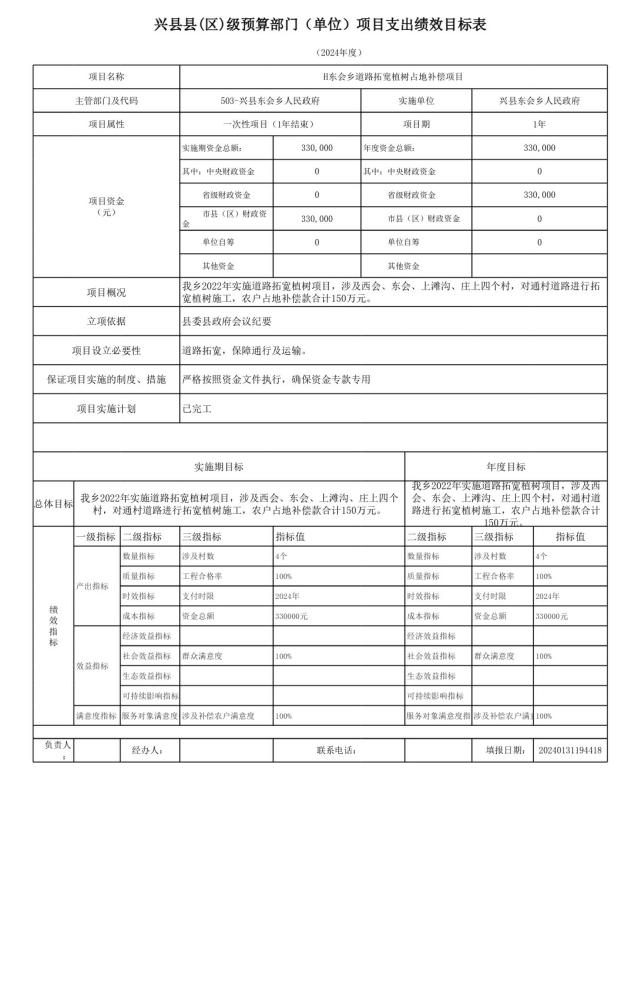 兴县县(区)级预算部门（单位）项目支出绩效目标表
（2024年度）
项目名称 H东会乡道路拓宽植树占地补偿项目
主管部门及代码 503-兴县东会乡人民政府 实施单位 兴县东会乡人民政府
项目属性 一次性项目（1年结束） 项目期 1年
项目资金
（元）
实施期资金总额: 330,000 年度资金总额: 330,000
其中: 中央财政资金 0 其中: 中央财政资金 0
省级财政资金 0 省级财政资金 330,000
市县（区）财政资
金 330,000 市县（区）财政资金 0
单位自筹 0 单位自筹 0
其他资金 其他资金
项目概况 我乡2022年实施道路拓宽植树项目，涉及西会、东会、上滩沟、庄上四个村，对通村道路进行拓
宽植树施工，农户占地补偿款合计150万元。
立项依据 县委县政府会议纪要
项目设立必要性 道路拓宽，保障通行及运输。
保证项目实施的制度、措施 严格按照资金文件执行，确保资金专款专用
项目实施计划 已完工
实施期目标 年度目标
总体目标
我乡2022年实施道路拓宽植树项目，涉及西会、东会、上滩沟、庄上四个
村，对通村道路进行拓宽植树施工，农户占地补偿款合计150万元。
我乡2022年实施道路拓宽植树项目，涉及西
会、东会、上滩沟、庄上四个村，对通村道
路进行拓宽植树施工，农户占地补偿款合计
150万元。
绩效指标
一级指标 二级指标 三级指标 指标值 二级指标 三级指标 指标值
产出指标
数量指标 涉及村数 4个 数量指标 涉及村数 4个
质量指标 工程合格率 100% 质量指标 工程合格率 100%
时效指标 支付时限 2024年 时效指标 支付时限 2024年
成本指标 资金总额 330000元 成本指标 资金总额 330000元
效益指标
经济效益指标 经济效益指标
社会效益指标 群众满意度 100% 社会效益指标 群众满意度 100%
生态效益指标 生态效益指标
可持续影响指标 可持续影响指标
满意度指标 服务对象满意度 涉及补偿农户满意度 100% 服务对象满意度指 涉及补偿农户满 100%
负责人
: 经办人: 联系电话: 填报日期: 20240131194418